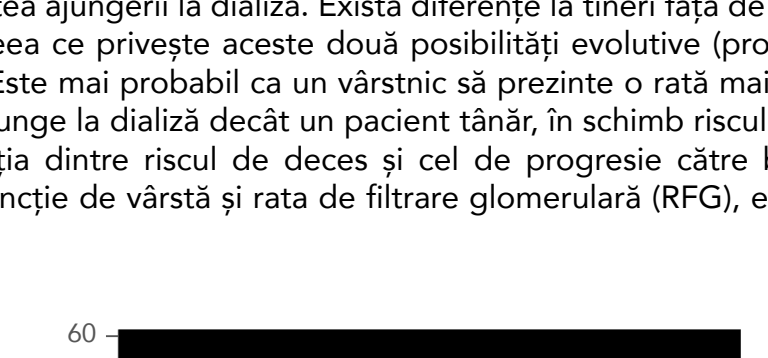 ea ajungerii la dializă. Există diferențe la tineri față de
eea ce privește aceste două posibilități evolutive (pro
Este mai probabil ca un vârstnic să prezinte o rată mai
unge la dializă decât un pacient tânăr, în schimb riscul
ția dintre riscul de deces și cel de progresie către
ncție de vârstă și rata de filtrare glomerulară (RFG), e
60